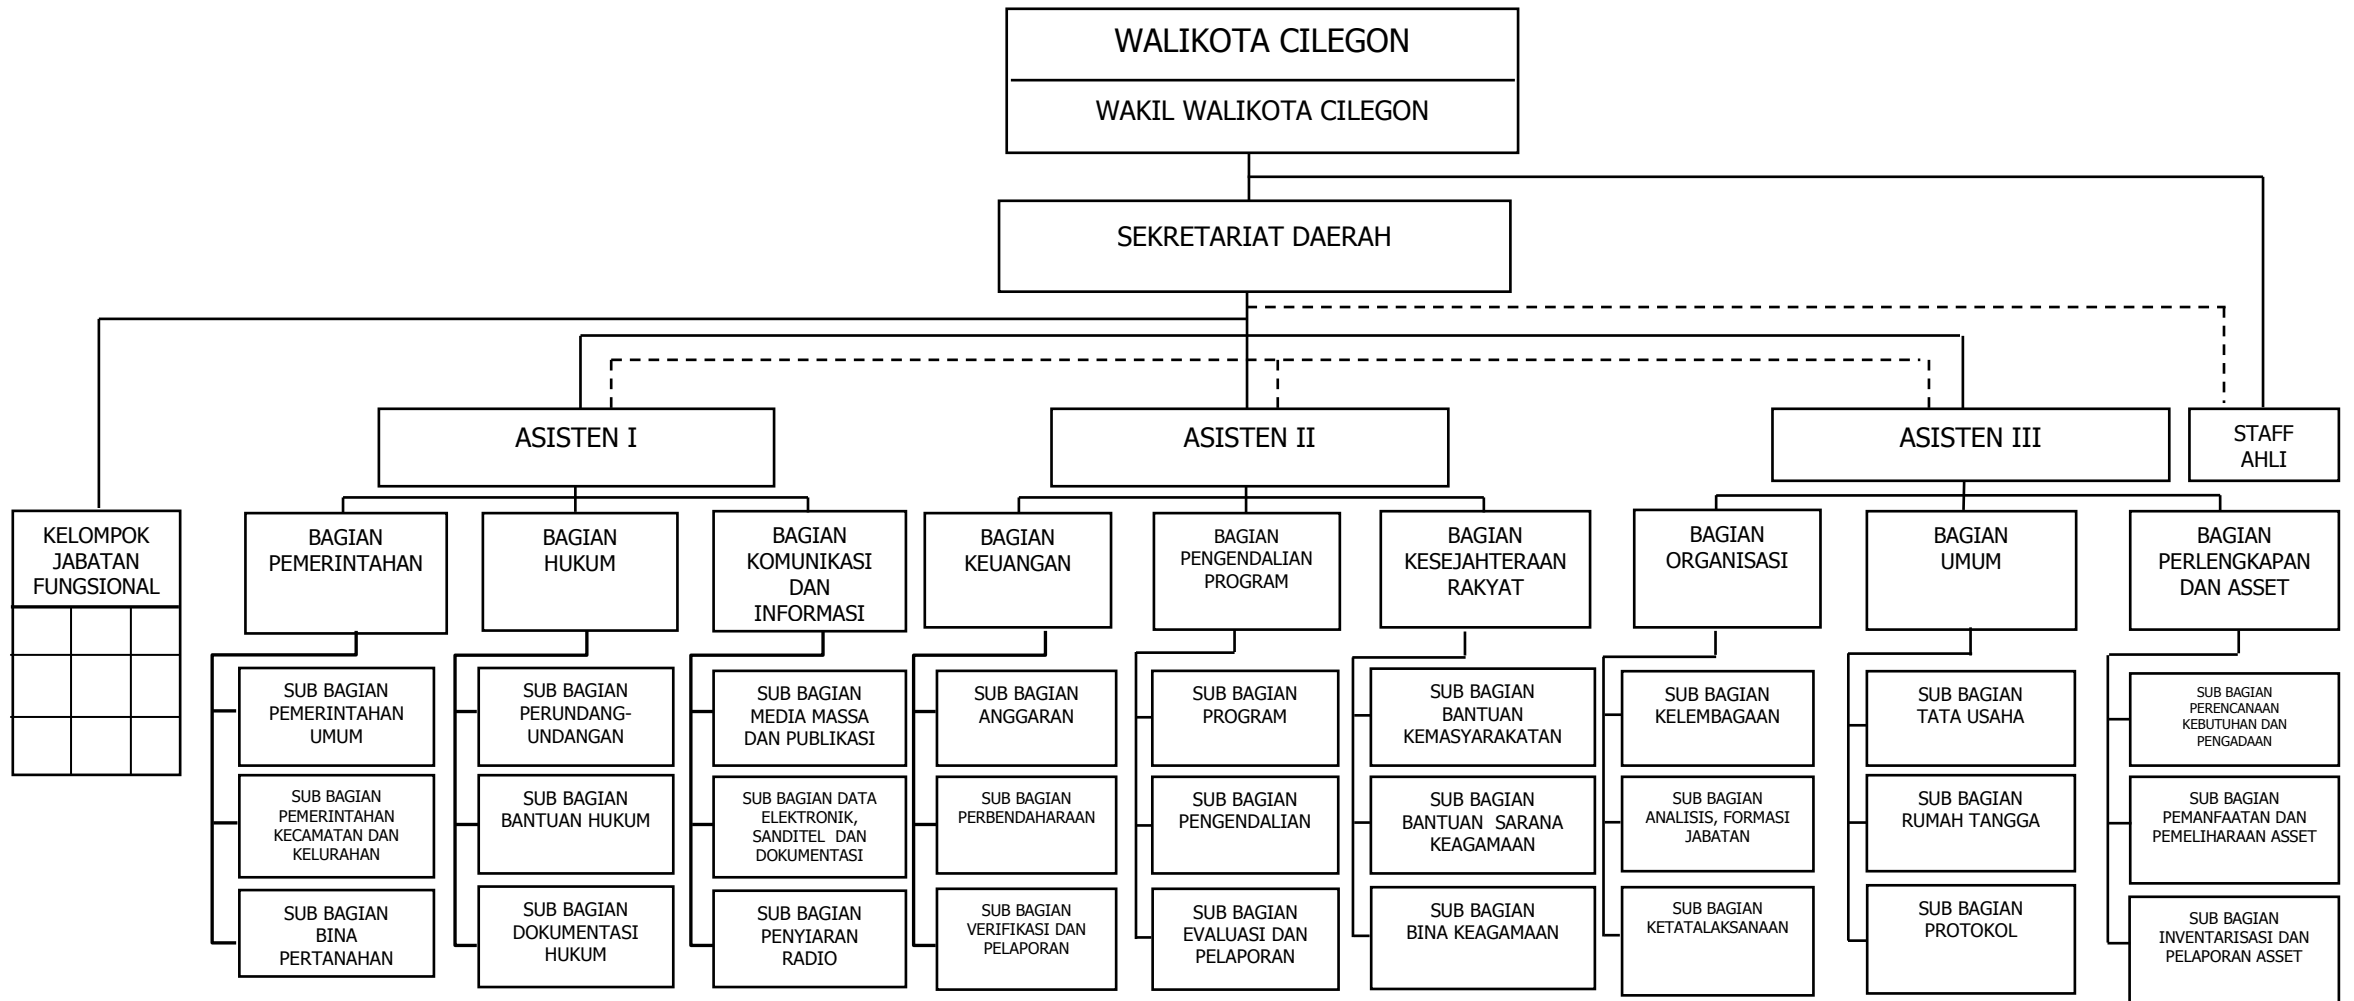 WALIKOTA CILEGON
WAKIL WALIKOTA CILEGON
SEKRETARIAT DAERAH
ASISTEN I
ASISTEN II
ASISTEN III
STAFF
AHLI
KELOMPOK
JABATAN
FUNGSIONAL
BAGIAN
PEMERINTAHAN
BAGIAN
HUKUM
BAGIAN
KOMUNIKASI
DAN
INFORMASI
BAGIAN
KEUANGAN
BAGIAN
PENGENDALIAN
PROGRAM
BAGIAN
KESEJAHTERAAN
RAKYAT
BAGIAN
ORGANISASI
BAGIAN
UMUM
BAGIAN
PERLENGKAPAN
DAN ASSET
SUB BAGIAN
PEMERINTAHAN
UMUM
SUB BAGIAN
PERUNDANG-
UNDANGAN
SUB BAGIAN
MEDIA MASSA
DAN PUBLIKASI
SUB BAGIAN
ANGGARAN
SUB BAGIAN
PROGRAM
SUB BAGIAN
BANTUAN
KEMASYARAKATAN
SUB BAGIAN
KELEMBAGAAN
SUB BAGIAN
TATA USAHA
SUB BAGIAN
PERENCANAAN
KEBUTUHAN DAN
PENGADAAN
SUB BAGIAN
PEMERINTAHAN
KECAMATAN DAN
KELURAHAN
SUB BAGIAN
BANTUAN HUKUM
SUB BAGIAN DATA
ELEKTRONIK,
SANDITEL DAN
DOKUMENTASI
SUB BAGIAN
PERBENDAHARAAN
SUB BAGIAN
PENGENDALIAN
SUB BAGIAN
BANTUAN SARANA
KEAGAMAAN
SUB BAGIAN
ANALISIS, FORMASI
JABATAN
SUB BAGIAN
RUMAH TANGGA
SUB BAGIAN
PEMANFAATAN DAN
PEMELIHARAAN ASSET
SUB BAGIAN
BINA
PERTANAHAN
SUB BAGIAN
DOKUMENTASI
HUKUM
SUB BAGIAN
PENYIARAN
RADIO
SUB BAGIAN
VERIFIKASI DAN
PELAPORAN
SUB BAGIAN
EVALUASI DAN
PELAPORAN
SUB BAGIAN
BINA KEAGAMAAN
SUB BAGIAN
KETATALAKSANAAN
SUB BAGIAN
PROTOKOL
SUB BAGIAN
INVENTARISASI DAN
PELAPORAN ASSET